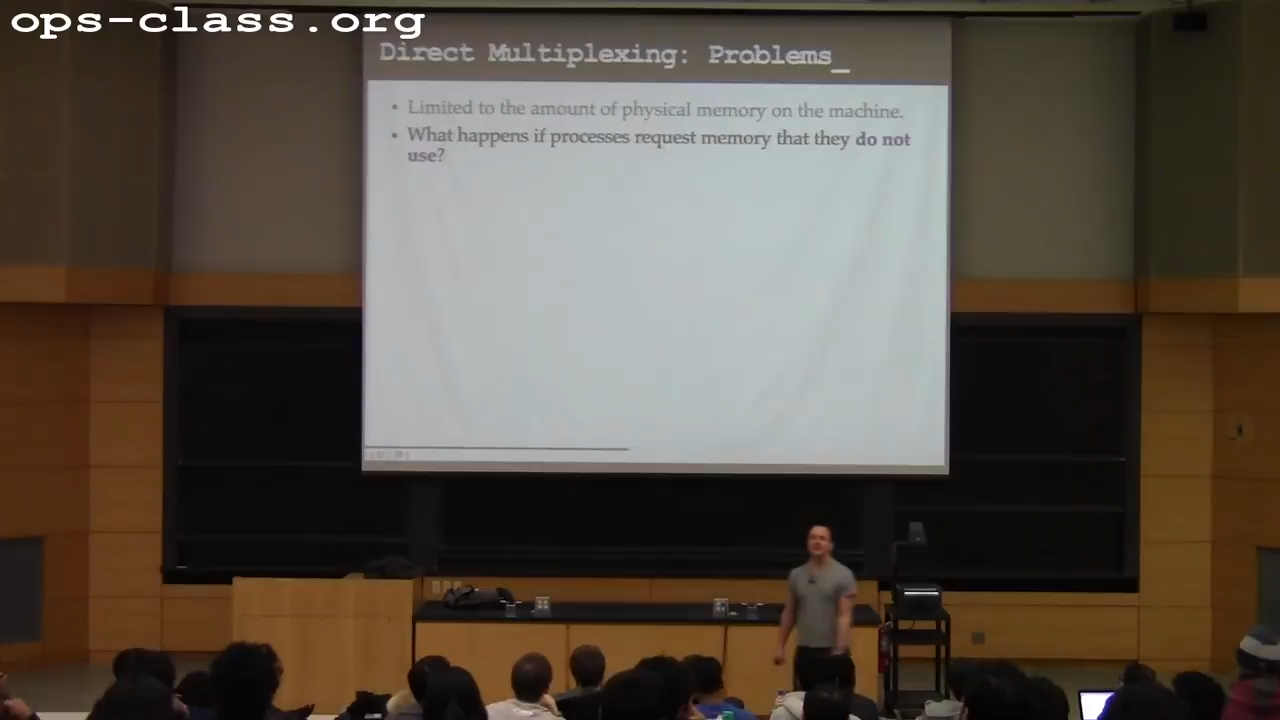 ops-class.org
Direct Multiplexing: Problems_
• Limited to the amount of physical memory on the machine.
• What happens if processes request memory that they do not
use?